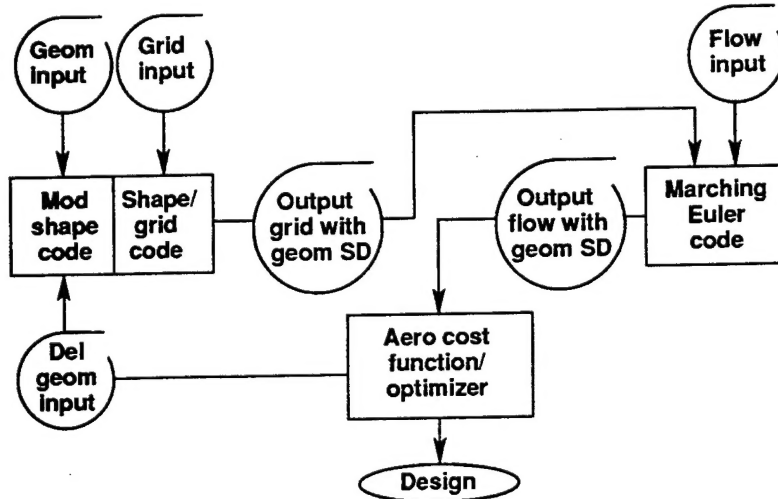 Geom
input
Grid
input
Flow
input
Mod
shape
code
Shape/
grid
code
Output
grid with
geom SD
Output
flow with
geom SD
Marching
Euler
code
Del
geom
input
Aero cost
function/
optimizer
Design